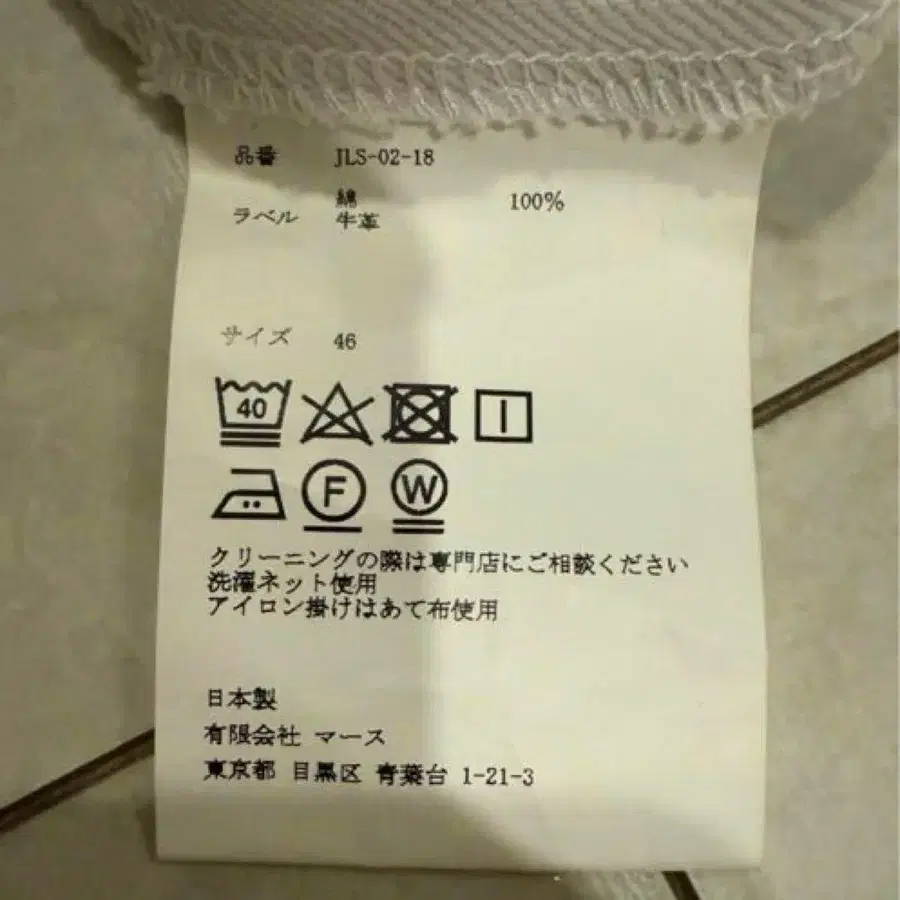 品番 JLS-02-18
綿 100%
ラベル 牛革
サイズ 46
40
F W
クリーニングの際は専門店にご相談ください
洗濯ネット使用
アイロン掛けはあて布使用
日本製
有限会社 マース
東京都 目黒区 青葉台 1-21-3